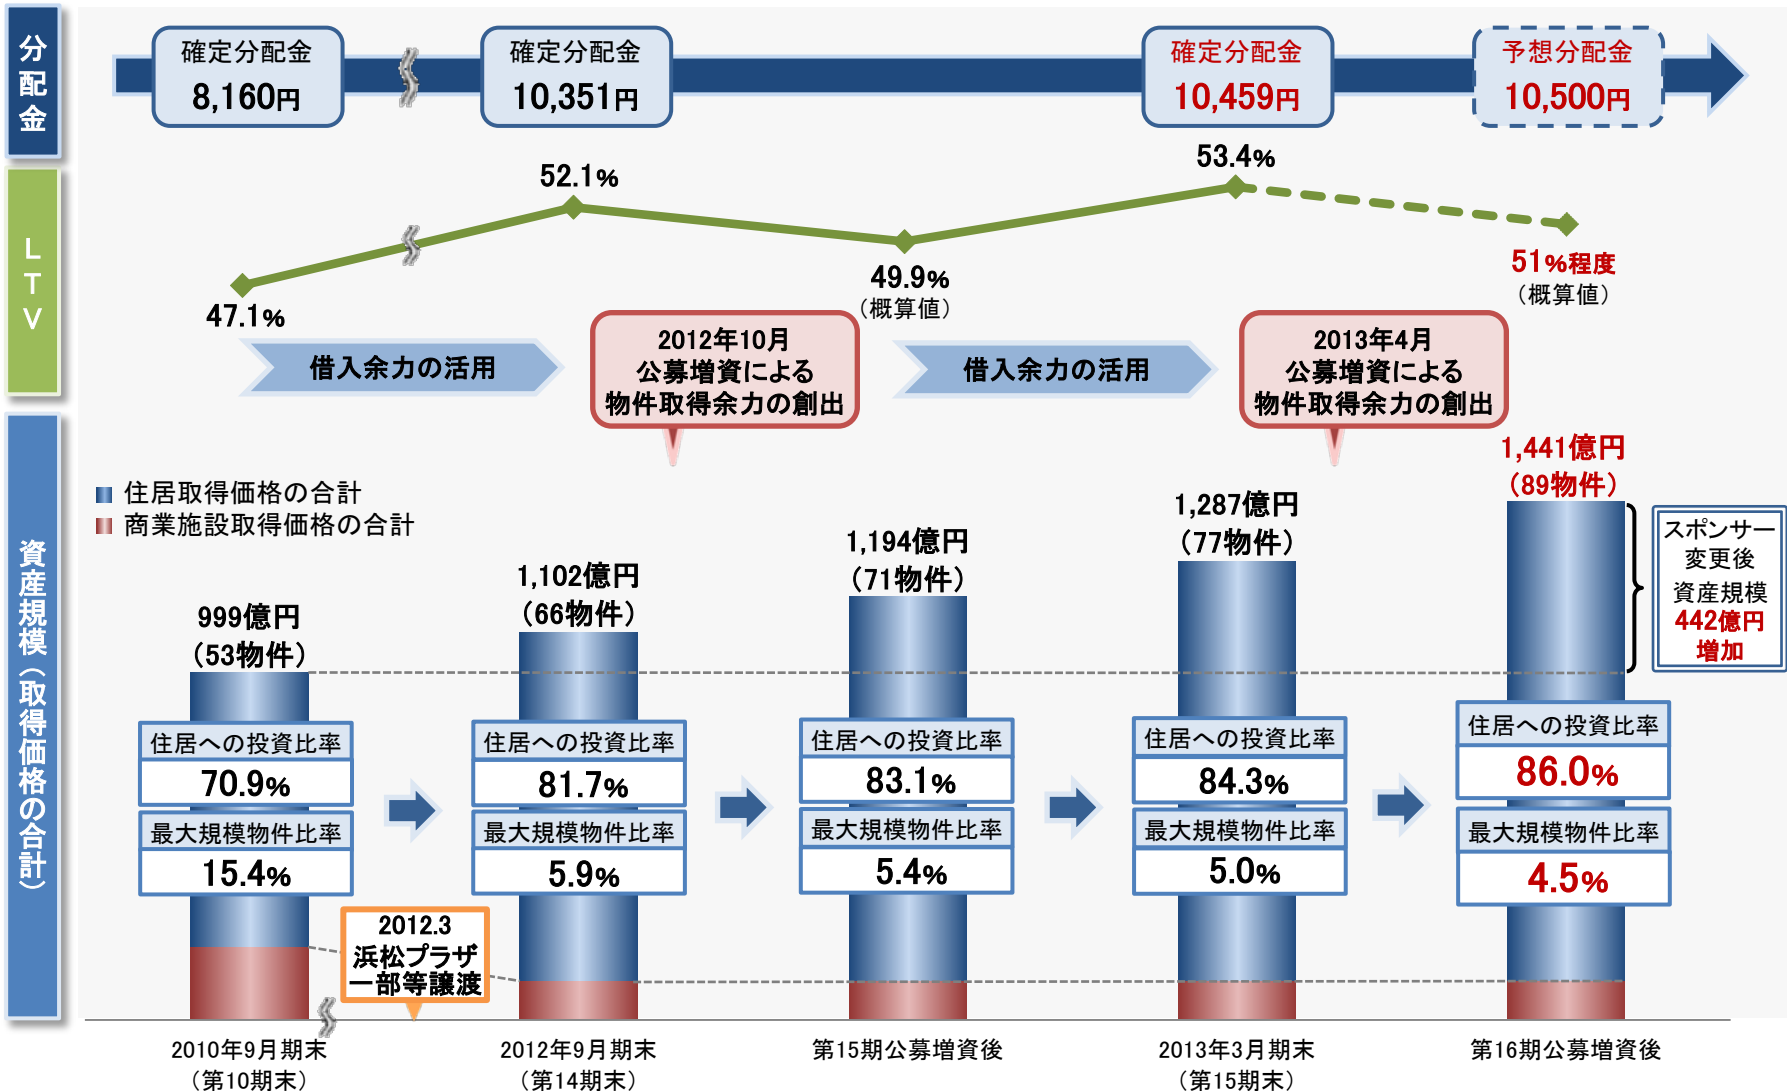 分配金
確定分配金
8,160円
確定分配金
10,351円
確定分配金
10,459円
予想分配金
10,500円
LTV
47.1%
52.1%
49.9%
（概算値）
53.4%
51%程度
（概算値）
借入余力の活用
2012年10月
公募増資による
物件取得余力の創出
借入余力の活用
2013年4月
公募増資による
物件取得余力の創出
資産規模（取得価格の合計）
住居取得価格の合計
商業施設取得価格の合計
999億円
（53物件）
1,102億円
（66物件）
1,194億円
（71物件）
1,287億円
（77物件）
1,441億円
（89物件）
スポンサー
変更後
資産規模
442億円
増加
住居への投資比率
70.9%
最大規模物件比率
15.4%
住居への投資比率
81.7%
最大規模物件比率
5.9%
住居への投資比率
83.1%
最大規模物件比率
5.4%
住居への投資比率
84.3%
最大規模物件比率
5.0%
住居への投資比率
86.0%
最大規模物件比率
4.5%
2012.3
浜松プラザ
一部等譲渡
2010年9月期末
（第10期末）
2012年9月期末
（第14期末）
第15期公募増資後
2013年3月期末
（第15期末）
第16期公募増資後